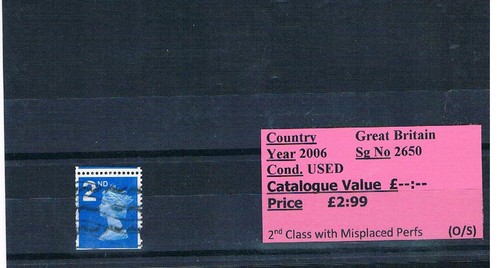 2ND
Country Great Britain
Year 2006 Sg No 2650
Cond. USED
Catalogue Value £--:--
Price £2:99
2nd Class with Misplaced Perfs (O/S)